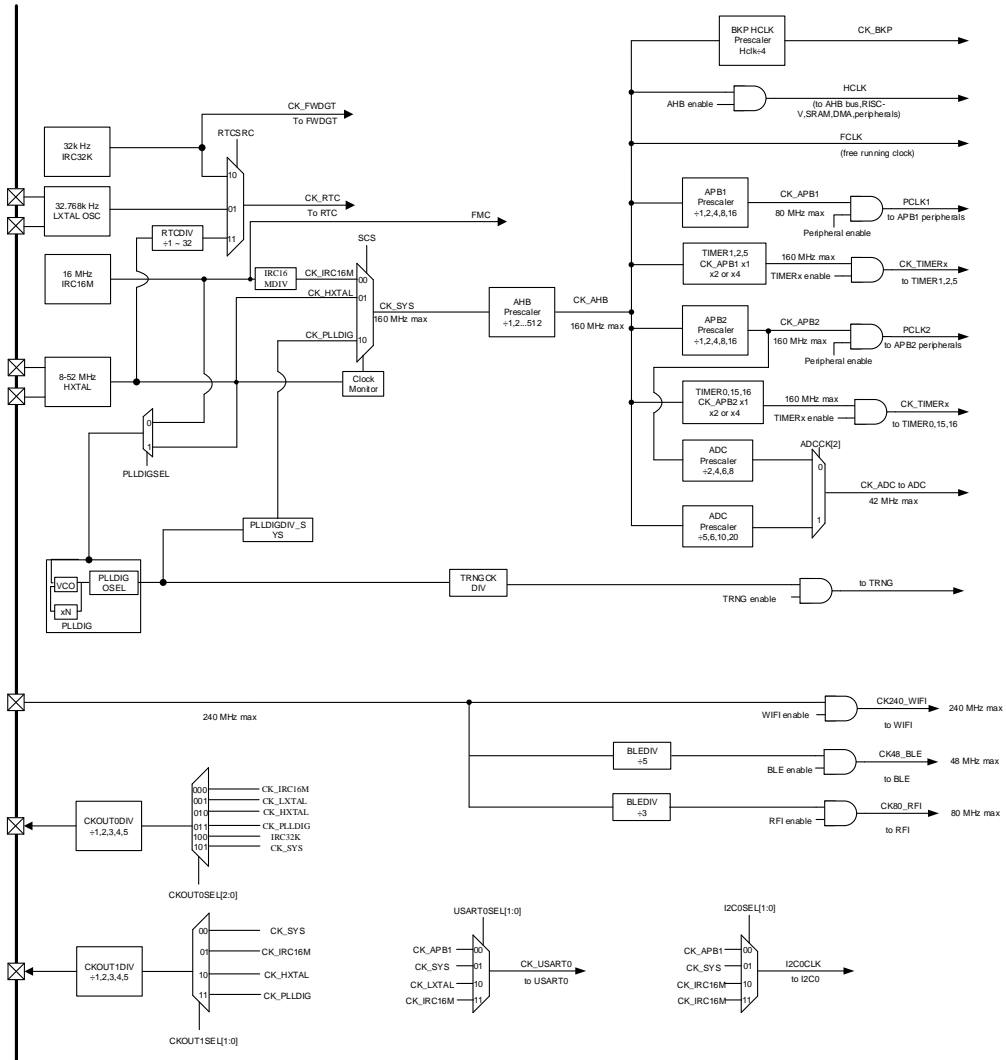 BKP HCLK
Prescaler
Hclk÷4
CK_BKP
HCLK
AHB enable
(to AHB bus,RISC-
V,SRAM,DMA,peripherals)
CK_FWDGT
To FWDGT
FCLK
(free running clock)
32k Hz
IRC32K
RTCSRC
10
01
11
32.768k Hz
LXTAL OSC
CK_RTC
To RTC
FMC
APB1
Prescaler
÷1,2,4,8,16
CK_APB1
80 MHz max
Peripheral enable
PCLK1
to APB1 peripherals
RTCDIV
÷1 ~ 32
16 MHz
IRC16M
IRC16
MDIV
SCS
CK_IRC16M
00
CK_HXTAL
01
CK_PLLDIG
10
CK_SYS
160 MHz max
AHB
Prescaler
÷1,2...512
CK_AHB
160 MHz max
TIMER1,2,5
CK_APB1 x1
x2 or x4
160 MHz max
TIMERx enable
CK_TIMERx
to TIMER1,2,5
APB2
Prescaler
÷1,2,4,8,16
CK_APB2
160 MHz max
Peripheral enable
PCLK2
to APB2 peripherals
8-52 MHz
HXTAL
Clock
Monitor
TIMER0,15,16
CK_APB2 x1
x2 or x4
160 MHz max
TIMERx enable
CK_TIMERx
to TIMER0,15,16
0
1
PLLDIGSEL
ADC
Prescaler
÷2,4,6,8
ADCCK[2]
0
1
CK_ADC to ADC
42 MHz max
ADC
Prescaler
÷5,6,10,20
PLLDIGDIV_S
YS
VCO
xN
PLLDIG
OSEL
PLLDIG
TRNGCK
DIV
TRNG enable
to TRNG
240 MHz max
WIFI enable
CK240_WIFI
to WIFI
240 MHz max
BLEDIV
÷5
BLE enable
CK48_BLE
to BLE
48 MHz max
BLEDIV
÷3
RFI enable
CK80_RFI
to RFI
80 MHz max
CKOUT0DIV
÷1,2,3,4,5
000
CK_IRC16M
001
CK_LXTAL
010
CK_HXTAL
011
CK_PLLDIG
100
IRC32K
101
CK_SYS
CKOUT0SEL[2:0]
CKOUT1DIV
÷1,2,3,4,5
00
CK_SYS
01
CK_IRC16M
10
CK_HXTAL
11
CK_PLLDIG
CKOUT1SEL[1:0]
USART0SEL[1:0]
CK_APB1
00
CK_SYS
01
CK_LXTAL
10
CK_IRC16M
11
CK_USART0
to USART0
I2C0SEL[1:0]
CK_APB1
00
CK_SYS
01
CK_IRC16M
10
CK_IRC16M
11
I2C0CLK
to I2C0